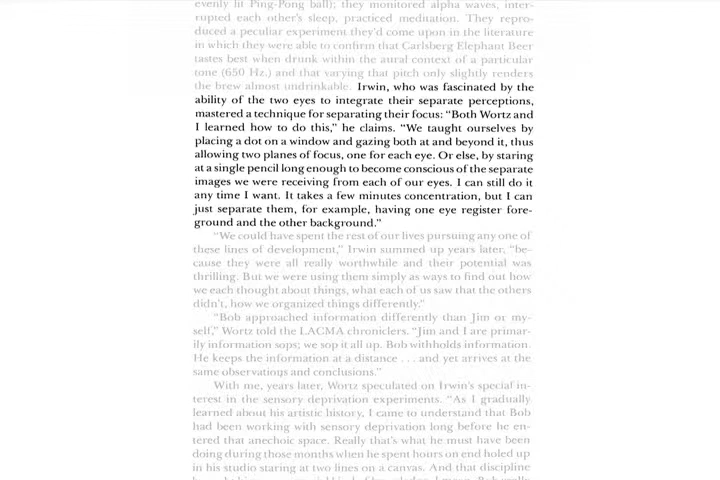 evenly lit Ping-Pong ball); they monitored alpha waves, inter-
rupted each other's sleep, practiced meditation. They repro-
duced a peculiar experiment they'd come upon in the literature
in which they were able to confirm that Carlsberg Elephant Beer
tastes best when drunk within the aural context of a particular
tone (650 Hz.) and that varying that pitch only slightly renders
the brew almost undrinkable. Irwin, who was fascinated by the
ability of the two eyes to integrate their separate perceptions,
mastered a technique for separating their focus: "Both Wortz and
I learned how to do this," he claims. "We taught ourselves by
placing a dot on a window and gazing both at and beyond it, thus
allowing two planes of focus, one for each eye. Or else, by staring
at a single pencil long enough to become conscious of the separate
images we were receiving from each of our eyes. I can still do it
any time I want. It takes a few minutes concentration, but I can
just separate them, for example, having one eye register fore-
ground and the other background."
"We could have spent the rest of our lives pursuing any one of
these lines of development," Irwin summed up years later, "be-
cause they were all really worthwhile and their potential was
thrilling. But we were using them simply as ways to find out how
we each thought about things, what each of us saw that the others
didn't, how we organized things differently."
"Bob approached information differently than Jim or my-
self," Wortz told the LACMA chroniclers. "Jim and I are primar-
ily information sops; we sop it all up. Bob withholds information.
He keeps the information at a distance . . . and yet arrives at the
same observations and conclusions."
With me, years later, Wortz speculated on Irwin's special in-
terest in the sensory deprivation experiments. "As I gradually
learned about his artistic history, I came to understand that Bob
had been working with sensory deprivation long before he en-
tered that anechoic space. Really that's what he must have been
doing during those months when he spent hours on end holed up
in his studio staring at two lines on a canvas. And that discipline